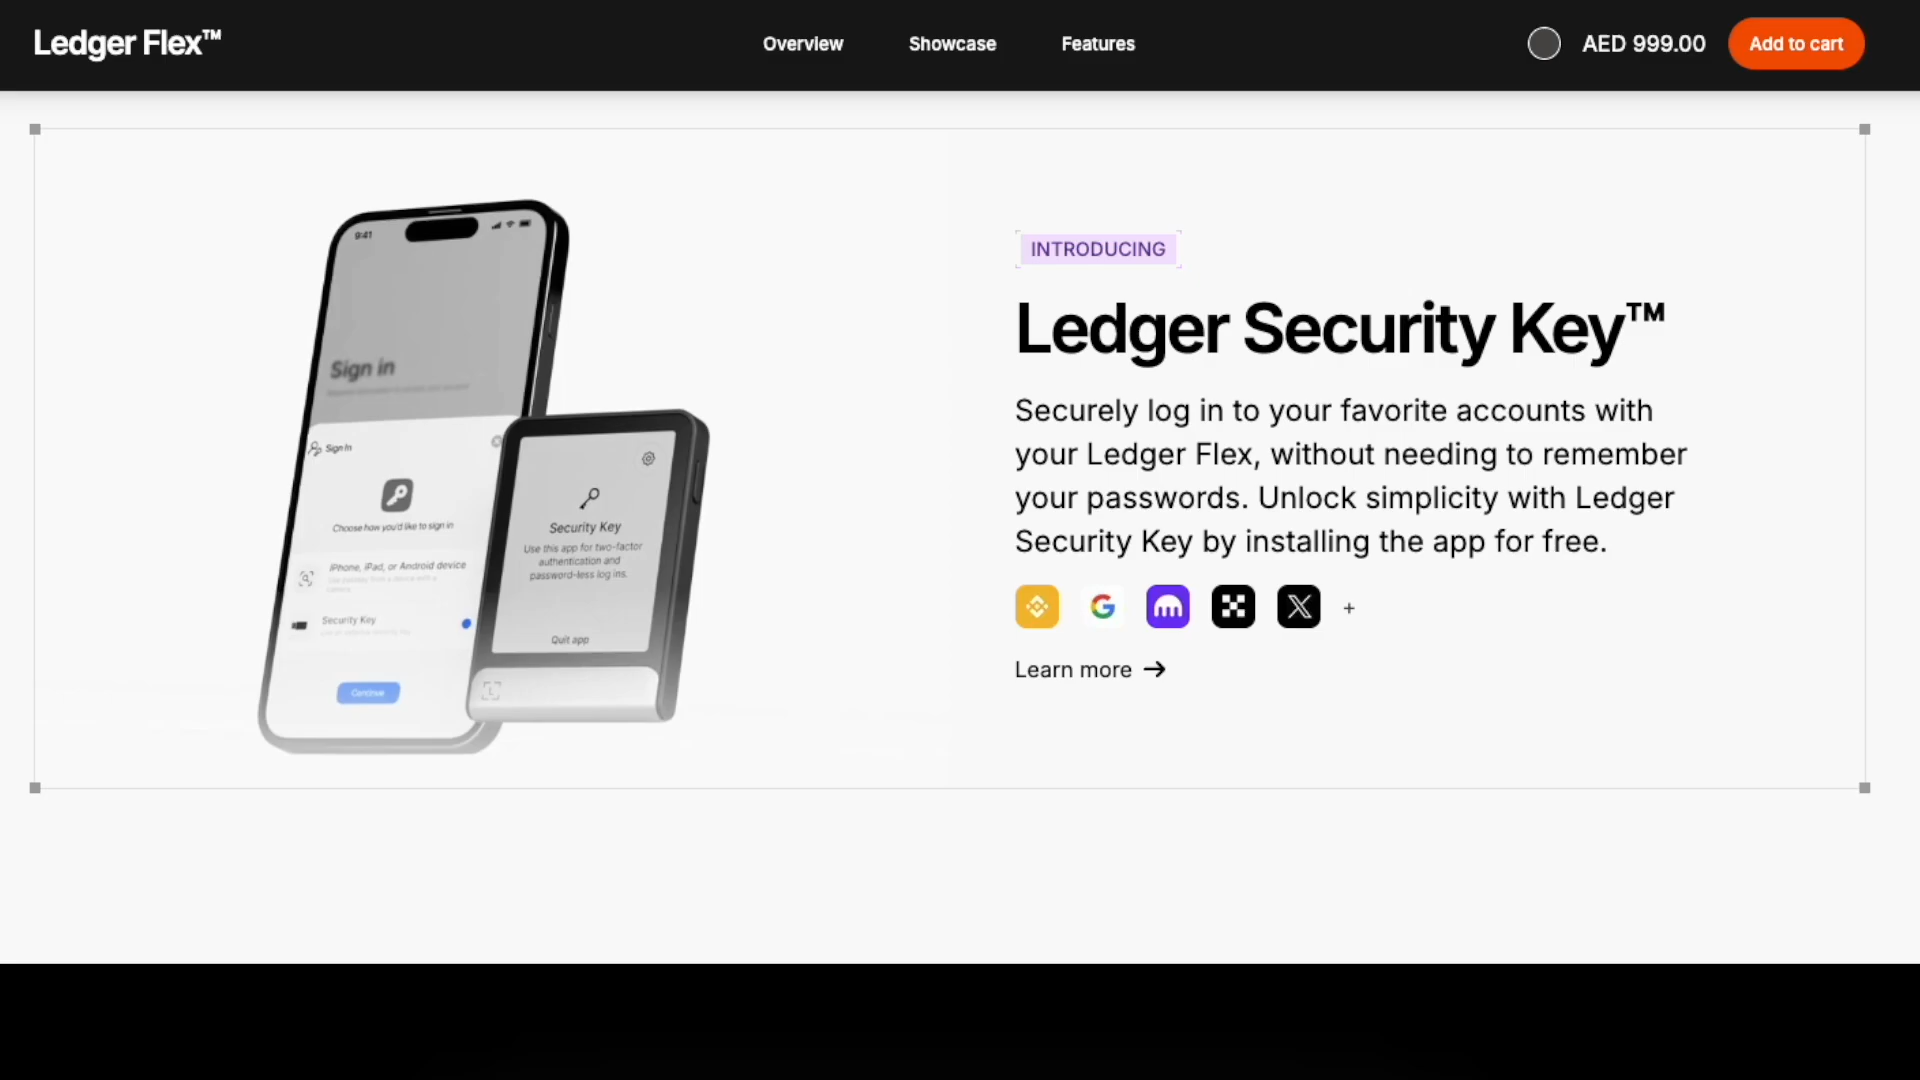 Ledger Flex™
Overview
Showcase
Features
AED 999.00
Add to cart
9:41
Sign in
Sign In
Choose how you'd like to sign in
iPhone, iPad, or Android device
Security Key
Continue
Security Key
Use this app for two-factor
authentication and
password-less log ins.
Quit app
INTRODUCING
Ledger Security Key™
Securely log in to your favorite accounts with
your Ledger Flex, without needing to remember
your passwords. Unlock simplicity with Ledger
Security Key by installing the app for free.
+
Learn more →